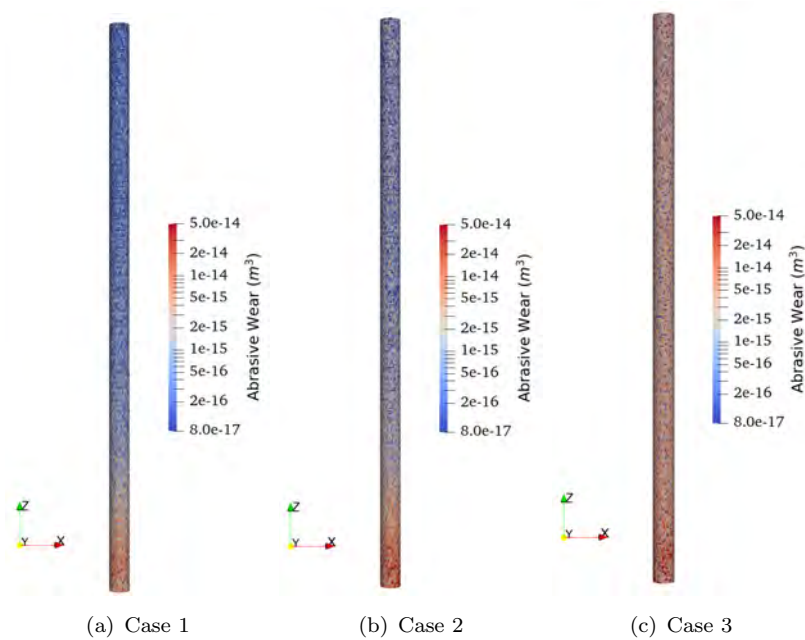 5.0e-14
2e-14
1e-14
5e-15
2e-15
1e-15
5e-16
2e-16
8.0e-17
Abrasive Wear (m³)
Z
Y
X
(a) Case 1
5.0e-14
2e-14
1e-14
5e-15
2e-15
1e-15
5e-16
2e-16
8.0e-17
Abrasive Wear (m³)
Z
Y
X
(b) Case 2
5.0e-14
2e-14
1e-14
5e-15
2e-15
1e-15
5e-16
2e-16
8.0e-17
Abrasive Wear (m³)
Z
Y
X
(c) Case 3